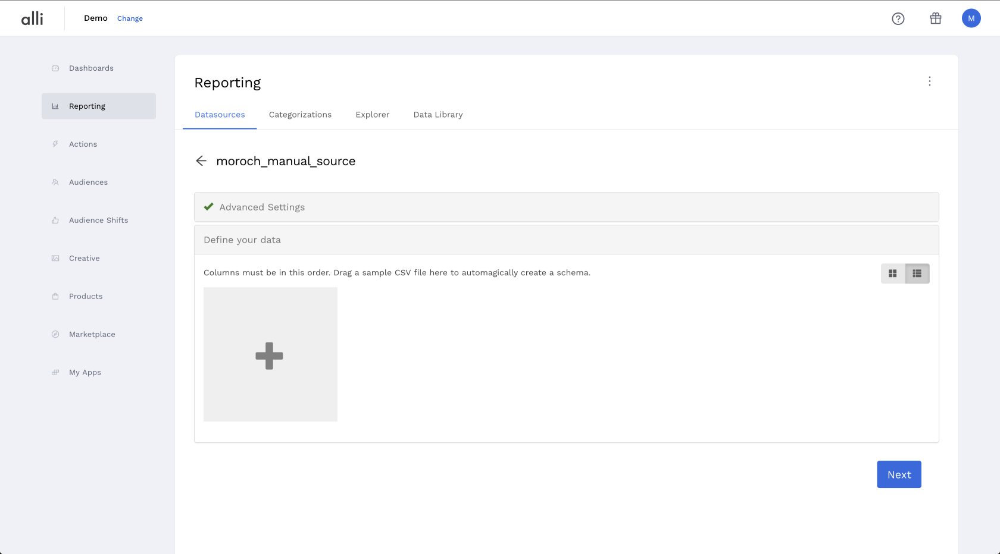 alli
Demo Change
M
Dashboards
Reporting
Actions
Audiences
Audience Shifts
Creative
Products
Marketplace
My Apps
Reporting
Datasources Categorizations Explorer Data Library
moroch_manual_source
Advanced Settings
Define your data
Columns must be in this order. Drag a sample CSV file here to automagically create a schema.
Next